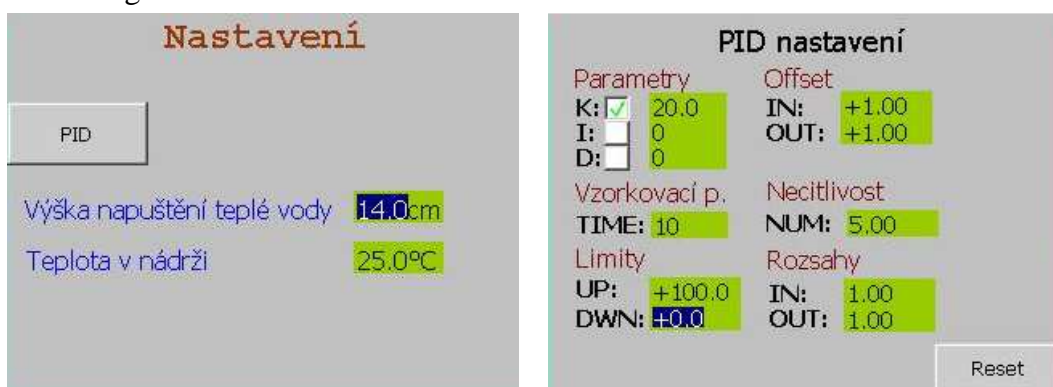 Nastavení
PID
Výška napuštění teplé vody 14.0cm
Teplota v nádrži 25.0ºC
PID nastavení
Parametry Offset
K: 20.0 IN: +1.00
I: 0 OUT: +1.00
D: 0
Vzorkovací p. Necitlivost
TIME: 10 NUM: 5.00
Limity Rozsahy
UP: +100.0 IN: 1.00
DWN: +0.0 OUT: 1.00
Reset